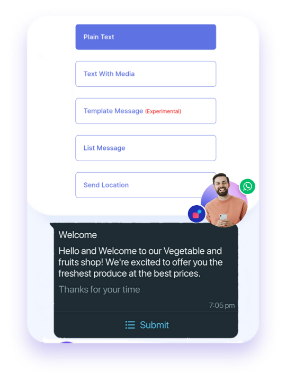 Plain Text
Text With Media
Template Message (Experimental)
List Message
Send Location
Welcome
Hello and Welcome to our Vegetable and
fruits shop! We're excited to offer you the
freshest produce at the best prices.
Thanks for your time
7:05 pm
Submit